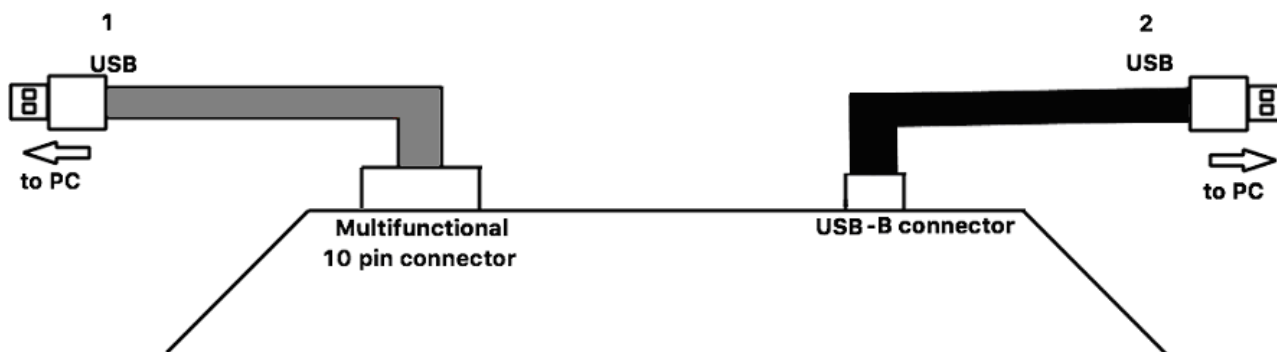 1
USB
to PC
Multifunctional
10 pin connector
2
USB
to PC
USB-B connector